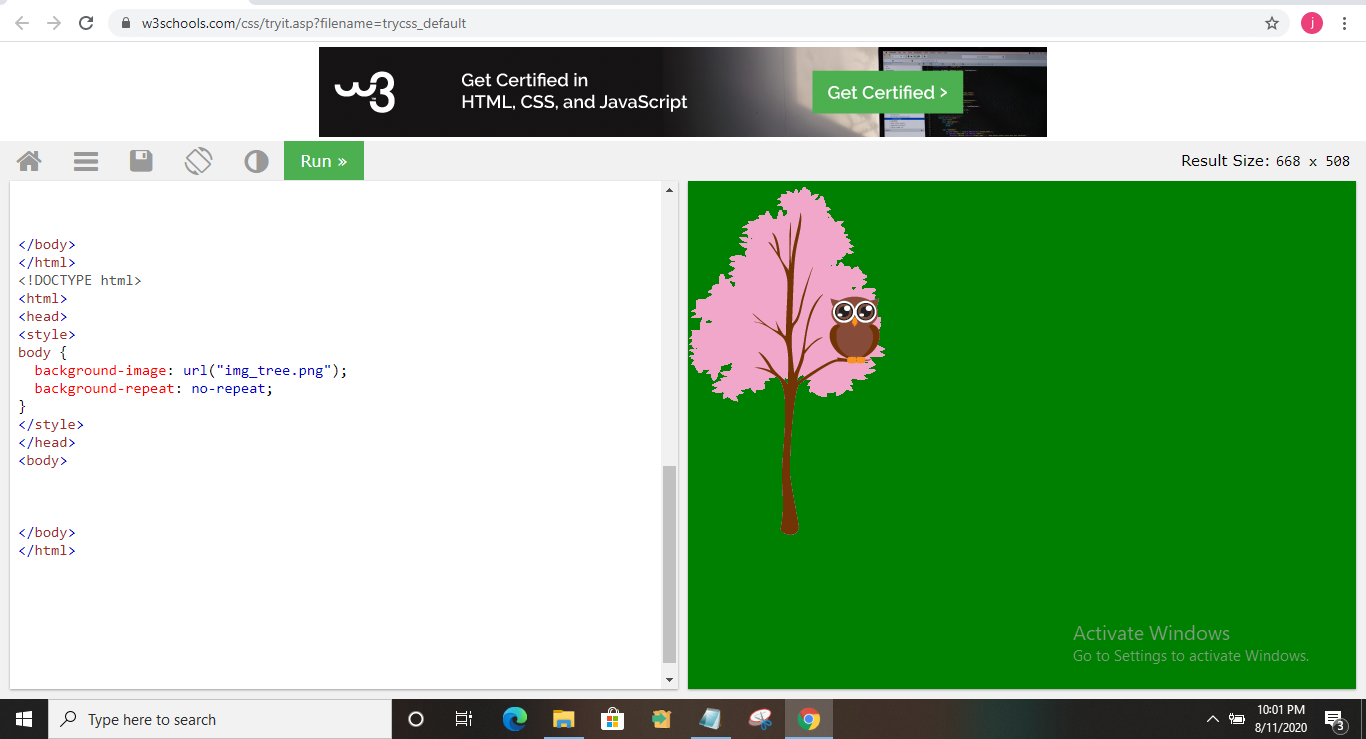 w3schools.com/css/tryit.asp?filename=trycss_default
j
w3
Get Certified in
HTML, CSS, and JavaScript
Get Certified >
Run »
Result Size: 668 x 508
</body>
</html>
<!DOCTYPE html>
<html>
<head>
<style>
body {
  background-image: url("img_tree.png");
  background-repeat: no-repeat;
}
</style>
</head>
<body>
</body>
</html>
Activate Windows
Go to Settings to activate Windows.
Type here to search
10:01 PM
8/11/2020
3